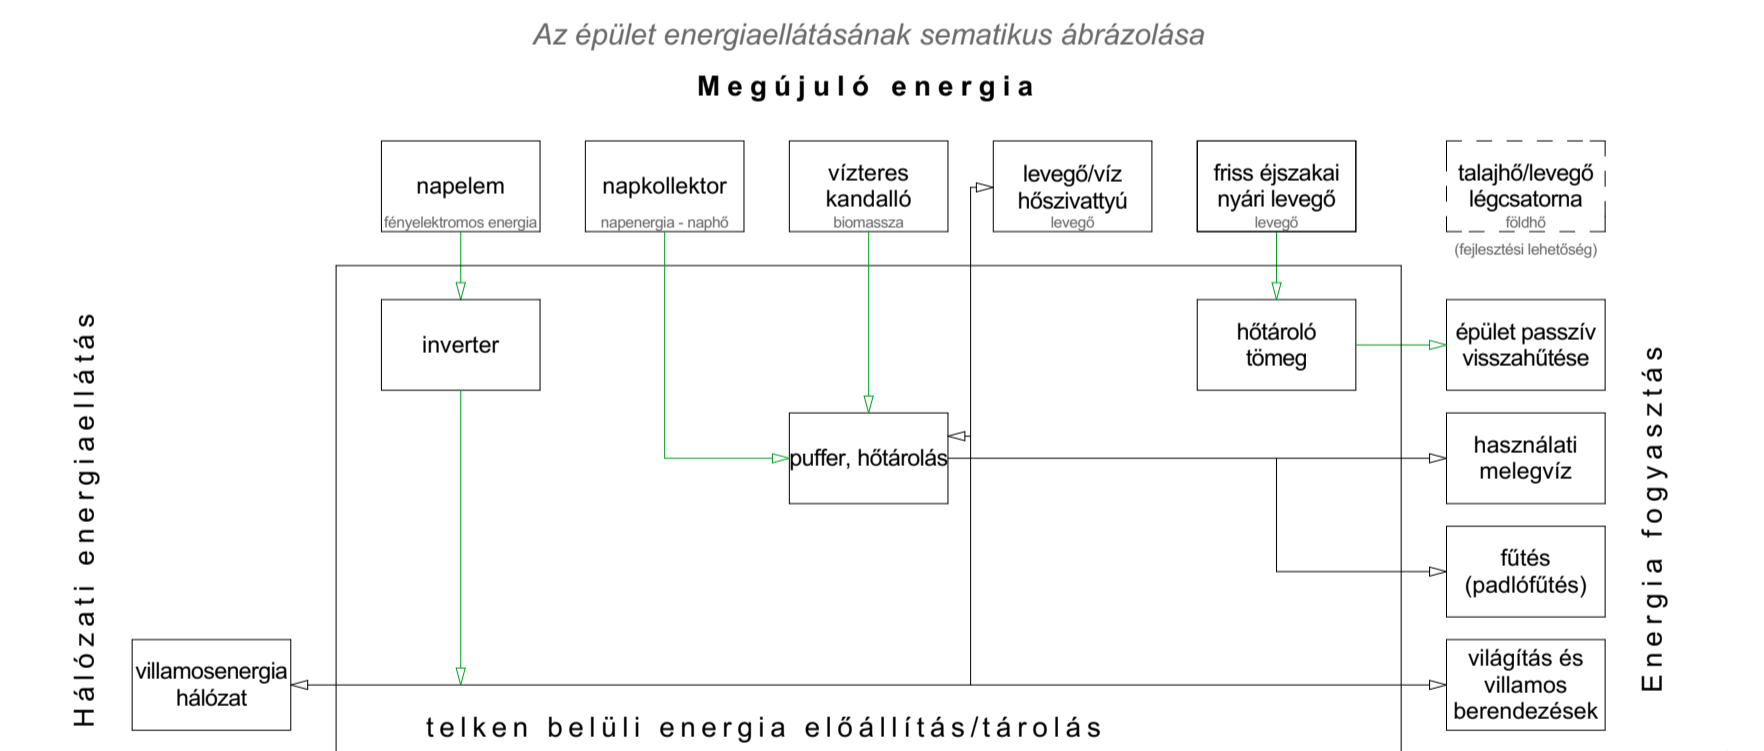 Az épület energiaellátásának sematikus ábrázolása
Megújuló energia
napelem
fényelektromos energia
napkollektor
napenergia - naphő
vízteres
kandalló
biomassza
levegő/víz
hőszivattyú
levegő
friss éjszakai
nyári levegő
levegő
talajhő/levegő
légcsatorna
földhő
(fejlesztési lehetőség)
Hálózati energiaellátás
inverter
hőtároló
tömeg
épület passzív
visszahűtése
Energia fogyasztás
puffer, hőtárolás
használati
melegvíz
fűtés
(padlófűtés)
villamosenergia
hálózat
világítás és
villamos
berendezések
telken belüli energia előállítás/tárolás